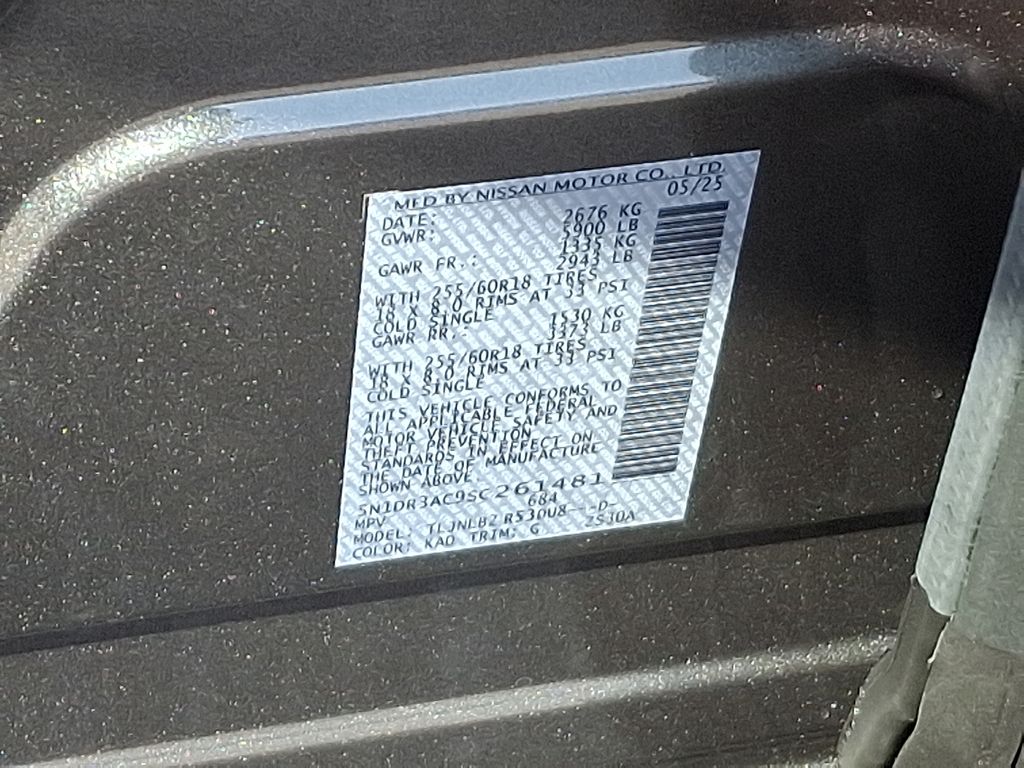 MFD BY NISSAN MOTOR CO., LTD.
DATE: 05/25
GVWR: 2676 KG
5900 LB
GAWR FR.: 1335 KG
2943 LB
WITH 255/60R18 TIRES
18 X 8.0 RIMS AT 33 PSI
COLD SINGLE
GAWR RR.: 1530 KG
3373 LB
WITH 255/60R18 TIRES
18 X 8.0 RIMS AT 33 PSI
COLD SINGLE
THIS VEHICLE CONFORMS TO
ALL APPLICABLE FEDERAL
MOTOR VEHICLE SAFETY AND
THEFT PREVENTION
STANDARDS IN EFFECT ON
THE DATE OF MANUFACTURE
SHOWN ABOVE.
5N1DR3AC9SC261481
MPV 684
MODEL: TLJNLBZ R530U8---D-
COLOR: KAD TRIM: G ZS30A